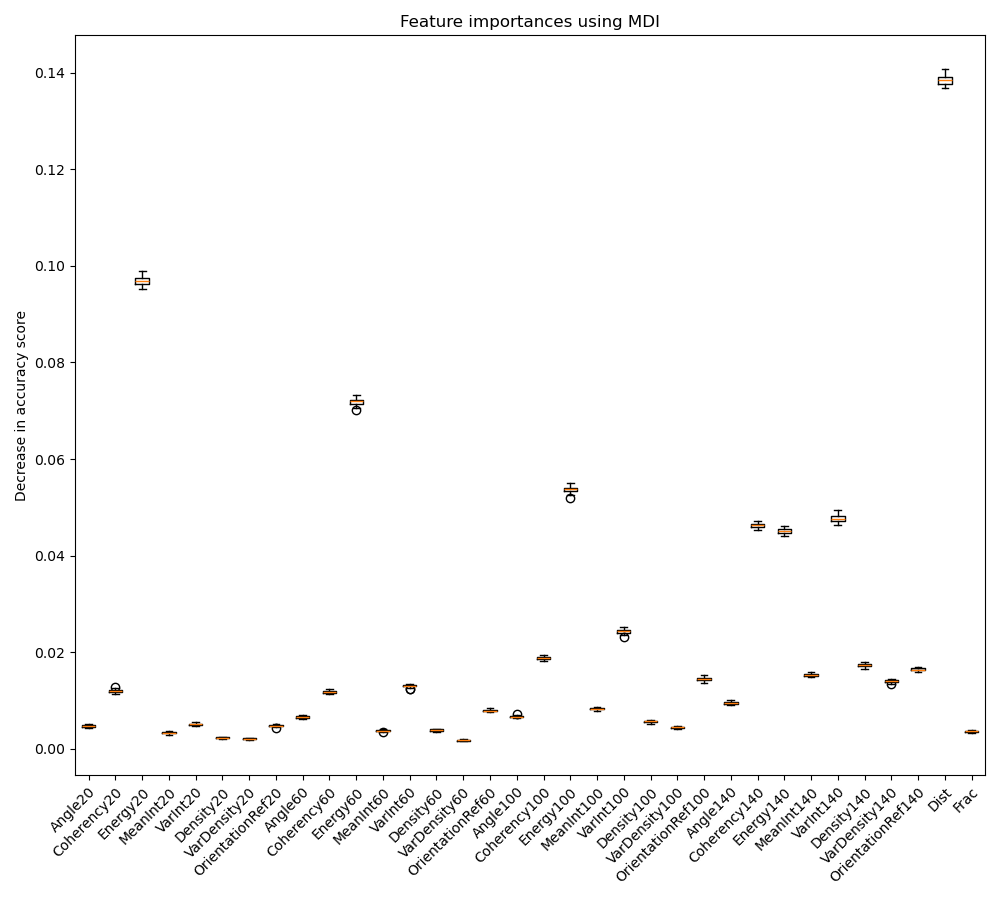 Feature importances using MDI
Decrease in accuracy score
0.14
0.12
0.10
0.08
0.06
0.04
0.02
0.00
Angle20
Coherency20
Energy20
MeanInt20
VarInt20
Density20
VarDensity20
OrientationRef20
Angle60
Coherency60
Energy60
MeanInt60
VarInt60
Density60
VarDensity60
OrientationRef60
Angle100
Coherency100
Energy100
MeanInt100
VarInt100
Density100
VarDensity100
OrientationRef100
Angle140
Coherency140
Energy140
MeanInt140
VarInt140
Density140
VarDensity140
OrientationRef140
Dist
Frac